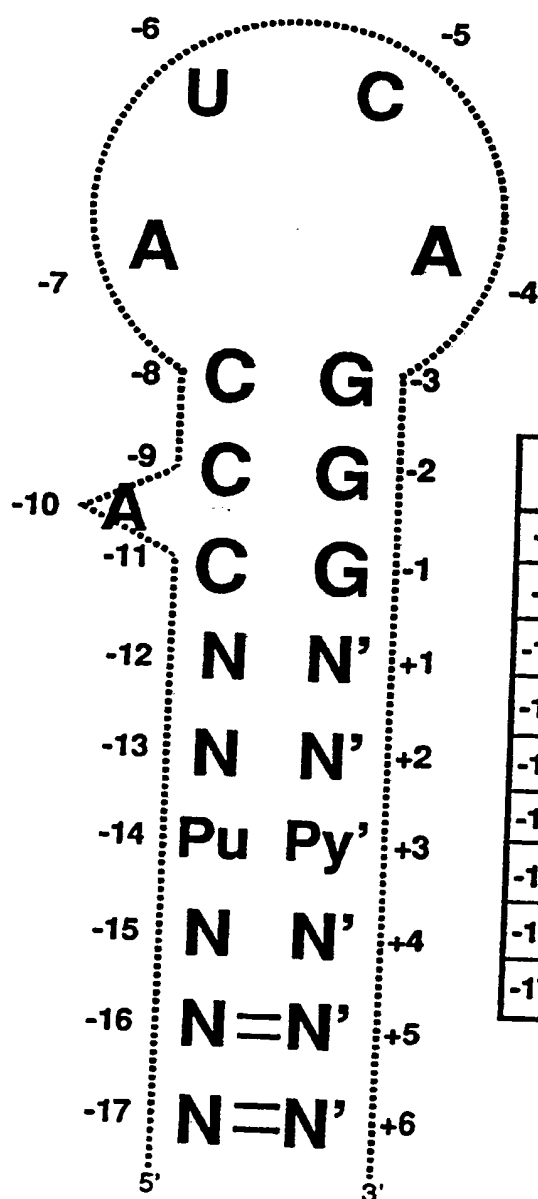 -6 -5
U C
A A
-7 -4
-8 C G -3
-9 C G -2
-10 A
-11 C G -1
-12 N N’ +1
-13 N N’ +2
-14 Pu Py’ +3
-15 N N’ +4
-16 N=N’ +5
-17 N=N’ +6
5’ 3’